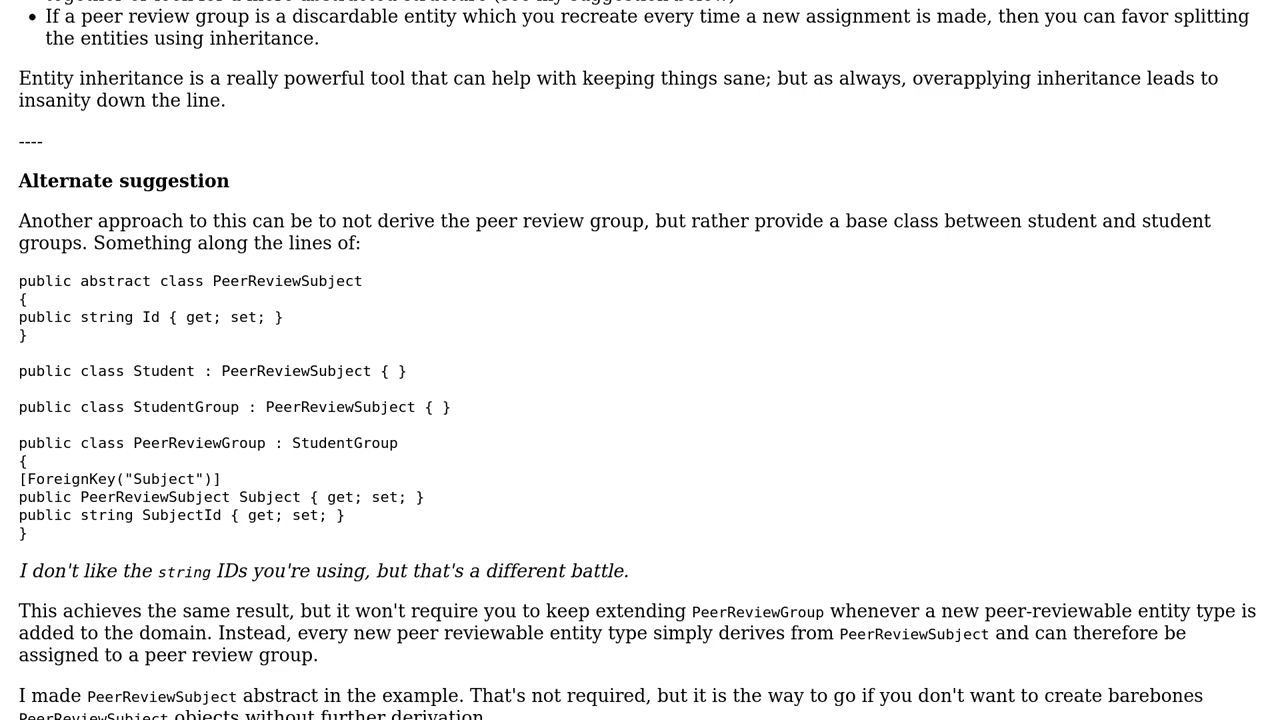 If a peer review group is a discardable entity which you recreate every time a new assignment is made, then you can favor splitting
the entities using inheritance.
Entity inheritance is a really powerful tool that can help with keeping things sane; but as always, overapplying inheritance leads to
insanity down the line.
----
Alternate suggestion
Another approach to this can be to not derive the peer review group, but rather provide a base class between student and student
groups. Something along the lines of:
public abstract class PeerReviewSubject
{
public string Id { get; set; }
}
public class Student : PeerReviewSubject { }
public class StudentGroup : PeerReviewSubject { }
public class PeerReviewGroup : StudentGroup
{
[ForeignKey("Subject")]
public PeerReviewSubject Subject { get; set; }
public string SubjectId { get; set; }
}
I don't like the string IDs you're using, but that's a different battle.
This achieves the same result, but it won't require you to keep extending PeerReviewGroup whenever a new peer-reviewable entity type is
added to the domain. Instead, every new peer reviewable entity type simply derives from PeerReviewSubject and can therefore be
assigned to a peer review group.
I made PeerReviewSubject abstract in the example. That's not required, but it is the way to go if you don't want to create barebones
PeerReviewSubject objects without further derivation.